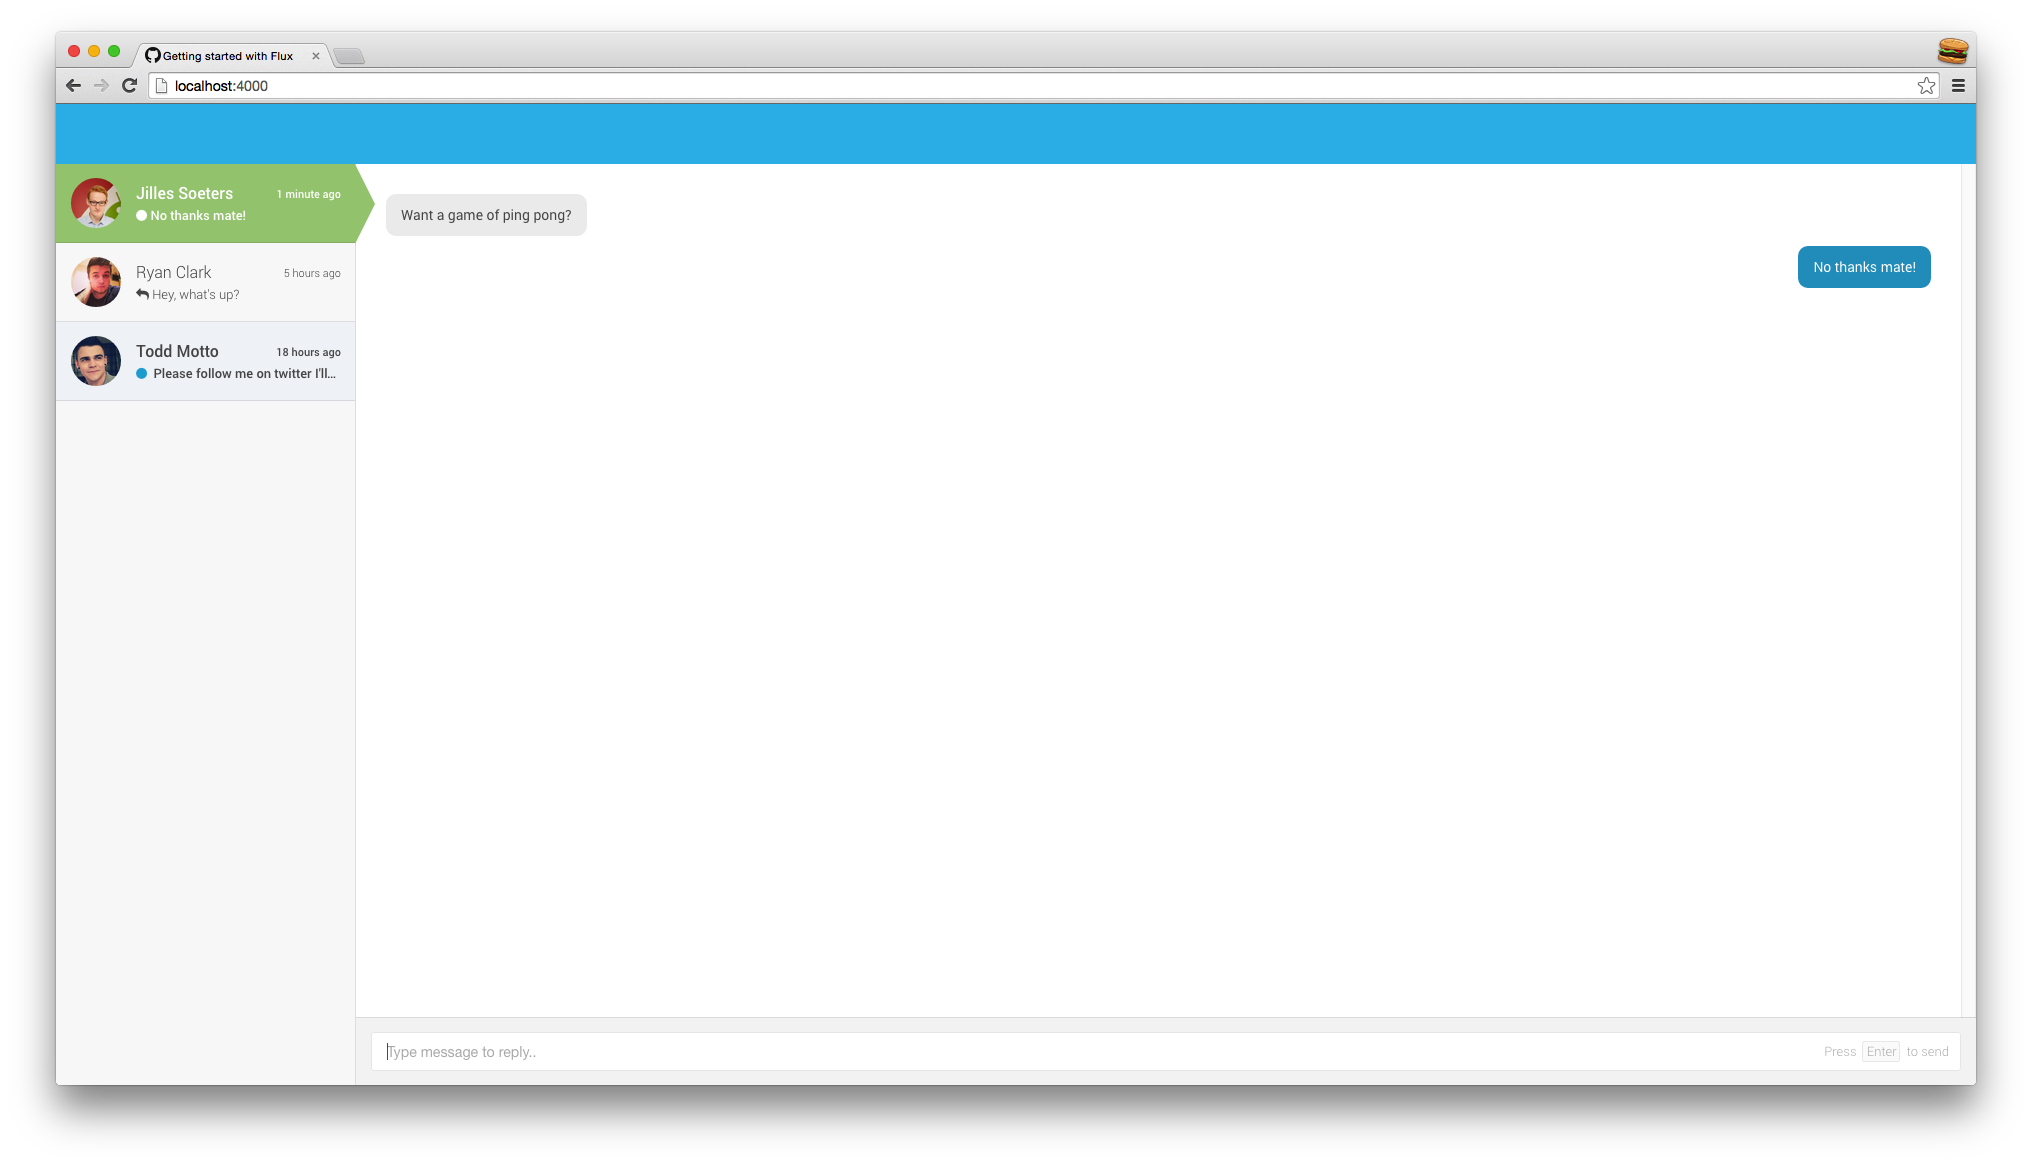 Getting started with Flux
localhost:4000
Jilles Soeters
1 minute ago
No thanks mate!
Ryan Clark
5 hours ago
Hey, what's up?
Todd Motto
18 hours ago
Please follow me on twitter I'll...
Want a game of ping pong?
No thanks mate!
Type message to reply..
Press Enter to send